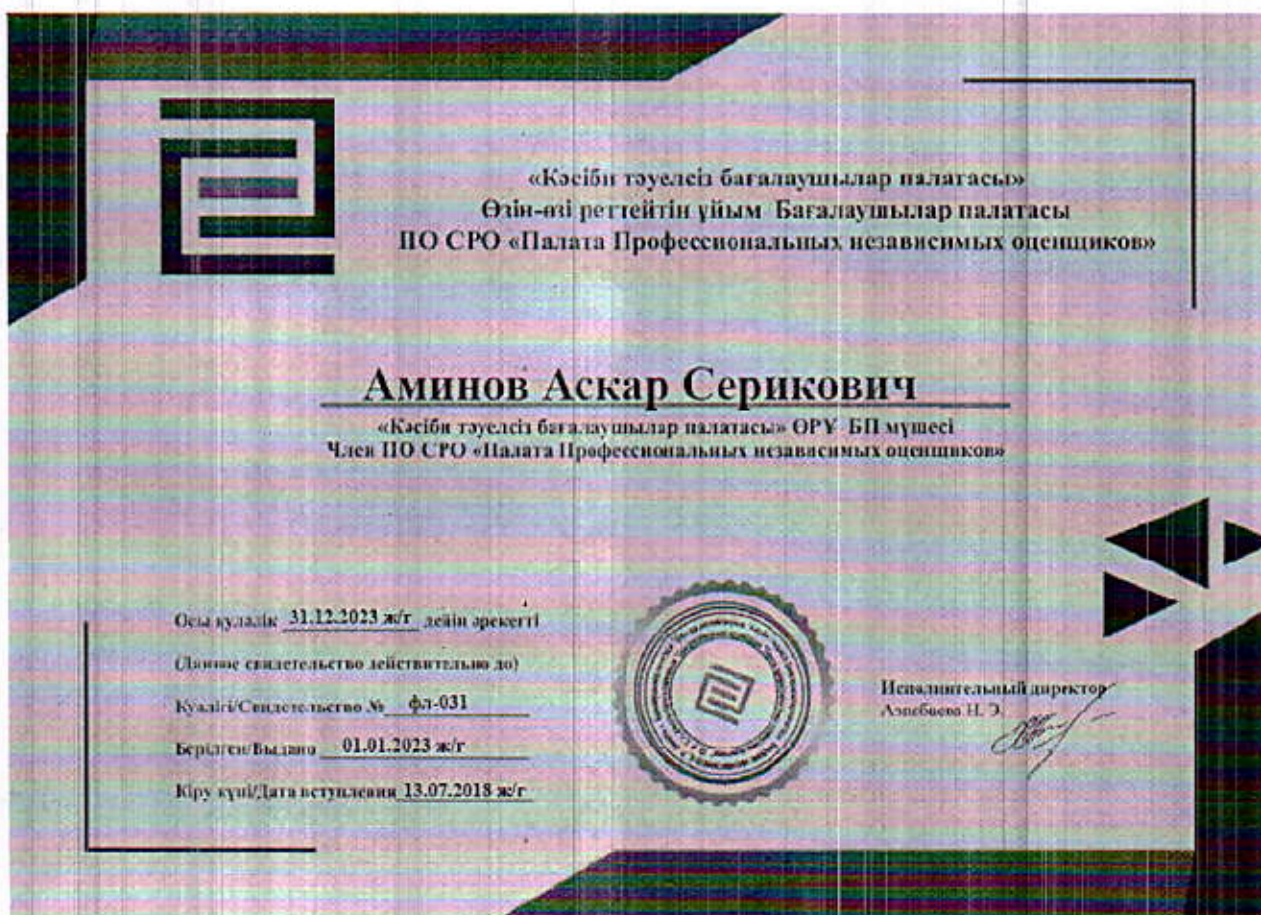 «Кәсіби тәуелсіз бағалаушылар палатасы»
Өзін-өзі реттейтін ұйым Бағалаушылар палатасы
ПО СРО «Палата Профессиональных независимых оценщиков»
Аминов Аскар Серикович
«Кәсіби тәуелсіз бағалаушылар палатасы» ӨРҰ БП мүшесі
Член ПО СРО «Палата Профессиональных независимых оценщиков»
Осы куәлік 31.12.2023 ж/г дейін әрекетті
(Данное свидетельство действительно до)
Куәлігі/Свидетельство № фл-031
Берілген/Выдано 01.01.2023 ж/г
Кіру күні/Дата вступления 13.07.2018 ж/г
Исполнительный директор
Н. Э.